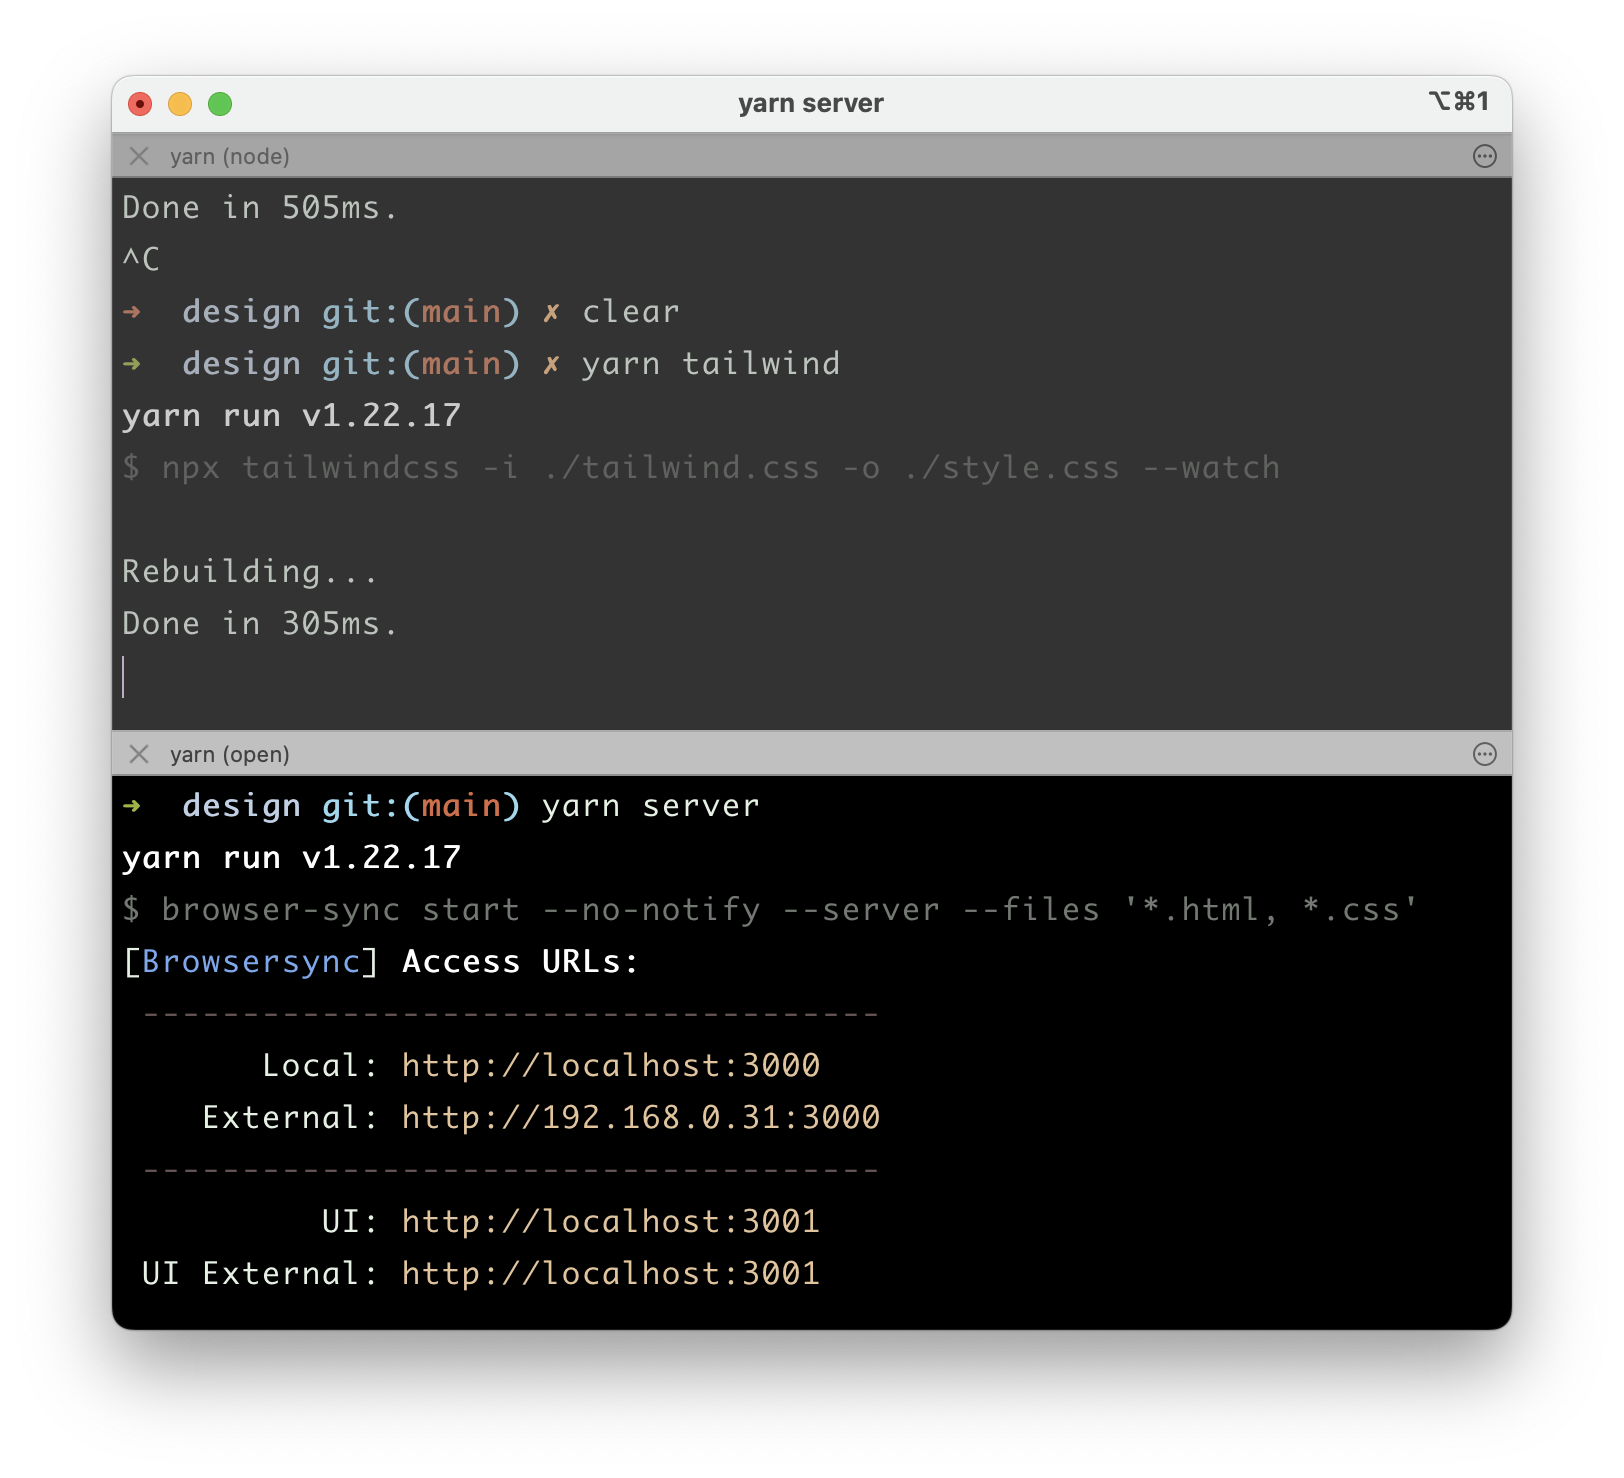 yarn server ⌥⌘1
yarn (node)
Done in 505ms.
^C
➜  design git:(main) ✗ clear
➜  design git:(main) ✗ yarn tailwind
yarn run v1.22.17
$ npx tailwindcss -i ./tailwind.css -o ./style.css --watch
Rebuilding...
Done in 305ms.
yarn (open)
➜  design git:(main) yarn server
yarn run v1.22.17
$ browser-sync start --no-notify --server --files '*.html, *.css'
[Browsersync] Access URLs:
-------------------------------------
Local: http://localhost:3000
External: http://192.168.0.31:3000
-------------------------------------
UI: http://localhost:3001
UI External: http://localhost:3001